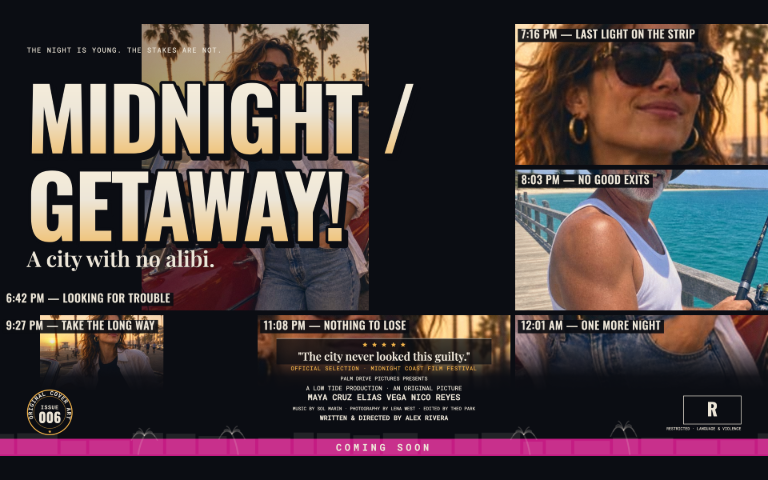 THE NIGHT IS YOUNG. THE STAKES ARE NOT.
MIDNIGHT /
GETAWAY!
A city with no alibi.
6:42 PM — LOOKING FOR TROUBLE
7:16 PM — LAST LIGHT ON THE STRIP
8:03 PM — NO GOOD EXITS
9:27 PM — TAKE THE LONG WAY
11:08 PM — NOTHING TO LOSE
12:01 AM — ONE MORE NIGHT
★★★★★
"The city never looked this guilty."
OFFICIAL SELECTION · MIDNIGHT COAST FILM FESTIVAL
PALM DRIVE PICTURES PRESENTS
A LOW TIDE PRODUCTION · AN ORIGINAL PICTURE
MAYA CRUZ ELIAS VEGA NICO REYES
MUSIC BY SOL MARIN · PHOTOGRAPHY BY LENA WEST · EDITED BY THEO PARK
WRITTEN & DIRECTED BY ALEX RIVERA
ORIGINAL COVER ART
ISSUE
006
R
RESTRICTED · LANGUAGE & VIOLENCE
COMING SOON